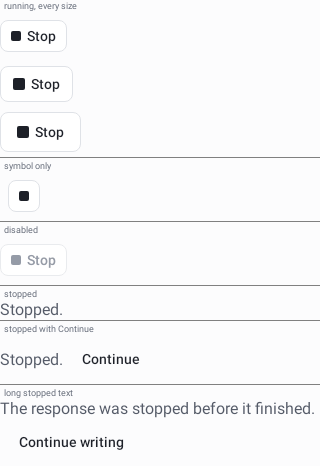 running, every size
Stop
Stop
Stop
symbol only
disabled
Stop
stopped
Stopped.
stopped with Continue
Stopped. Continue
long stopped text
The response was stopped before it finished.
Continue writing